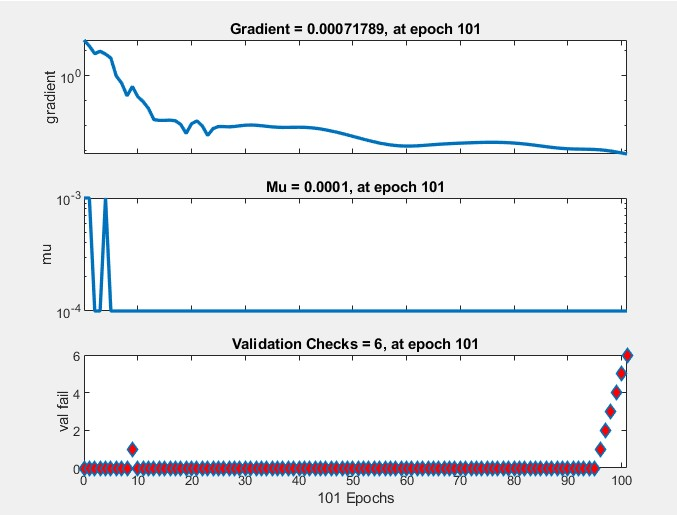 Gradient = 0.00071789, at epoch 101
10^0
gradient
Mu = 0.0001, at epoch 101
10^-3
mu
10^-4
Validation Checks = 6, at epoch 101
6
4
val fail
2
0
0 10 20 30 40 50 60 70 80 90 100
101 Epochs